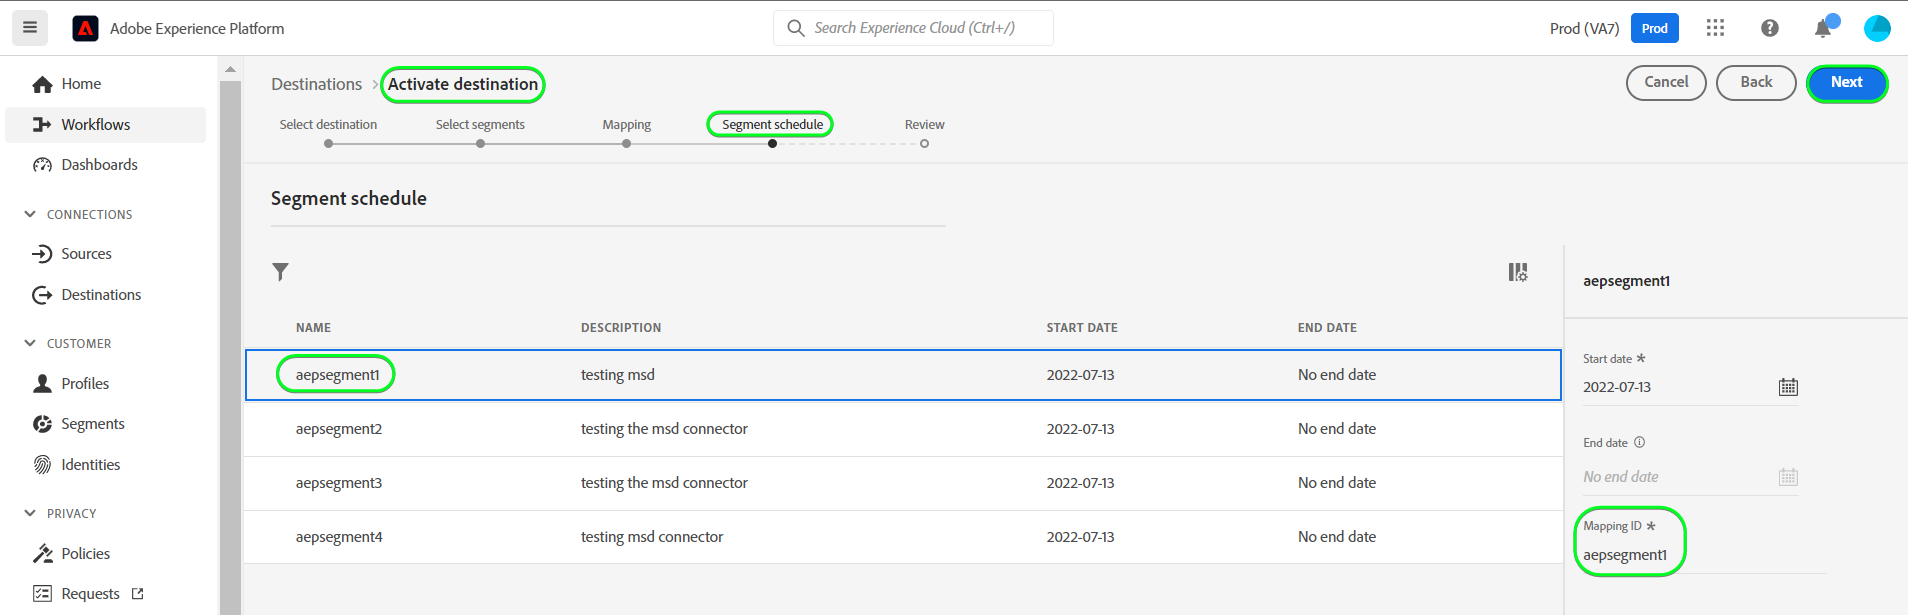 Adobe Experience Platform
Search Experience Cloud (Ctrl+/)
Prod (VA7)
Prod
Home
Workflows
Dashboards
CONNECTIONS
Sources
Destinations
CUSTOMER
Profiles
Segments
Identities
PRIVACY
Policies
Requests
Destinations > Activate destination
Cancel
Back
Next
Select destination
Select segments
Mapping
Segment schedule
Review
Segment schedule
NAME DESCRIPTION START DATE END DATE
aepsegment1 testing msd 2022-07-13 No end date
aepsegment2 testing the msd connector 2022-07-13 No end date
aepsegment3 testing the msd connector 2022-07-13 No end date
aepsegment4 testing msd connector 2022-07-13 No end date
aepsegment1
Start date *
2022-07-13
End date
No end date
Mapping ID *
aepsegment1